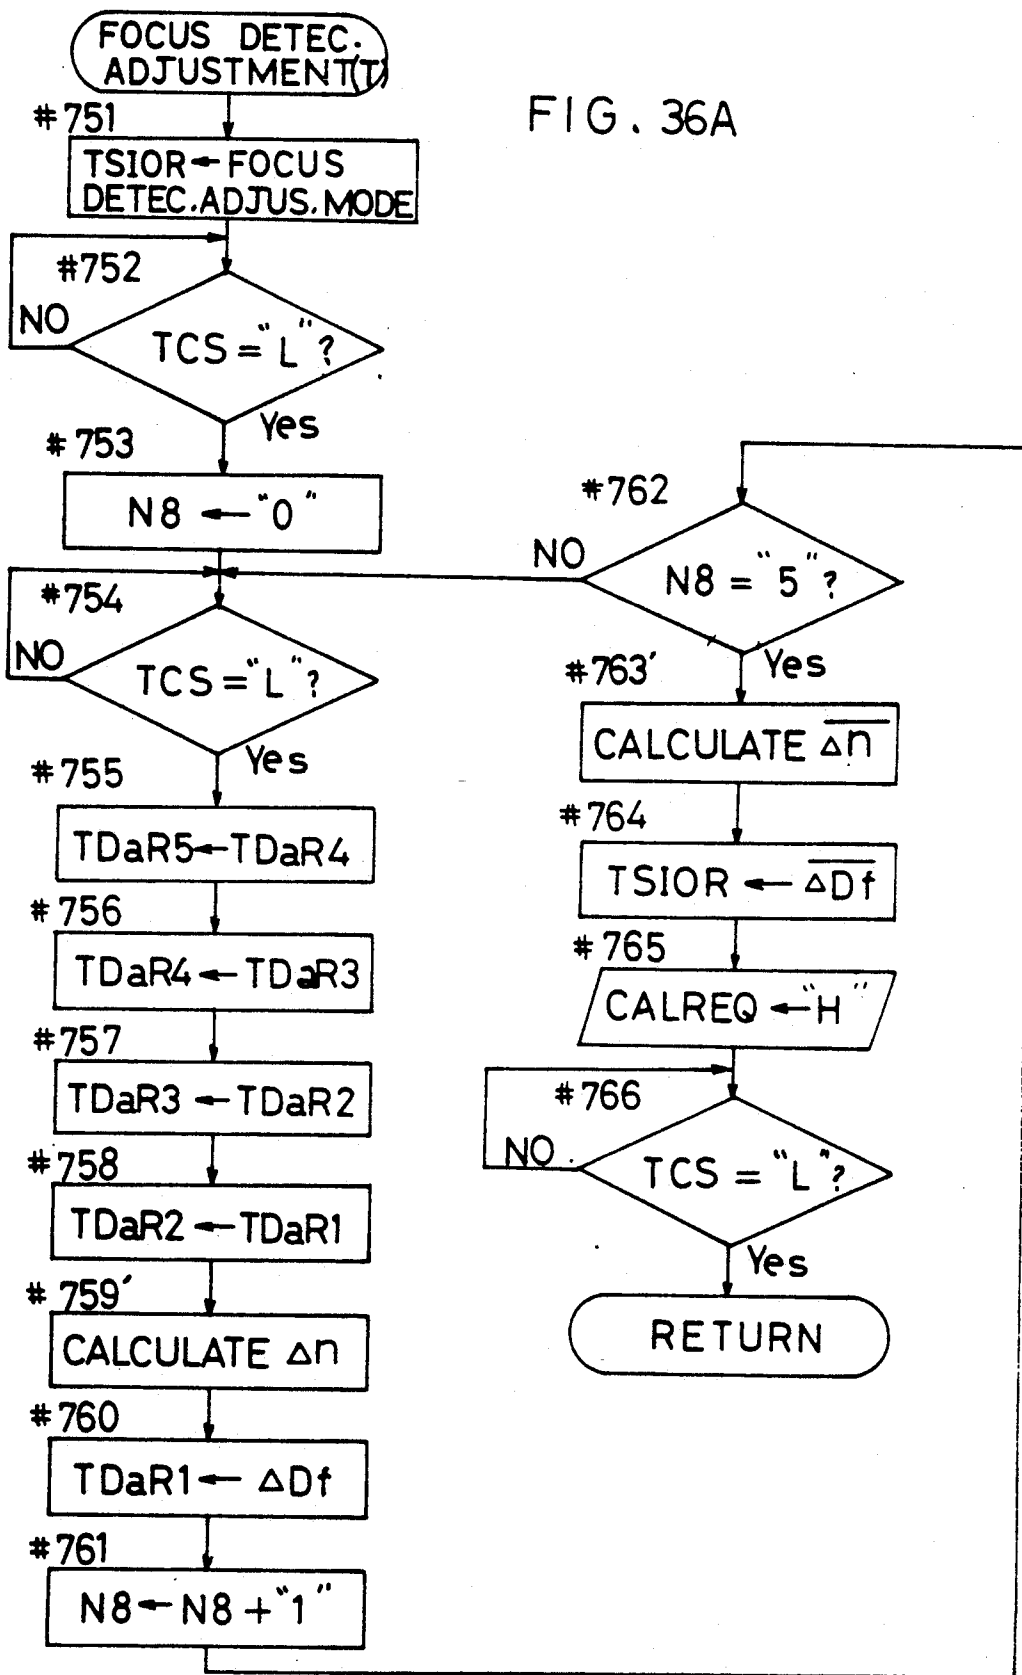 FOCUS DETEC.
ADJUSTMENT(T)
FIG. 36A
#751
TSIOR←FOCUS
DETEC.ADJUS.MODE
#752
NO
TCS="L"?
Yes
#753
N8 ← "0"
#754
NO
TCS="L"?
Yes
#755
TDaR5←TDaR4
#756
TDaR4←TDaR3
#757
TDaR3←TDaR2
#758
TDaR2←TDaR1
#759'
CALCULATE Δn
#760
TDaR1← ΔDf
#761
N8←N8+"1"
#762
NO
N8="5"?
Yes
#763'
CALCULATE Δn̅
#764
TSIOR ← ΔDf̅
#765
CALREQ←"H"
#766
NO
TCS="L"?
Yes
RETURN